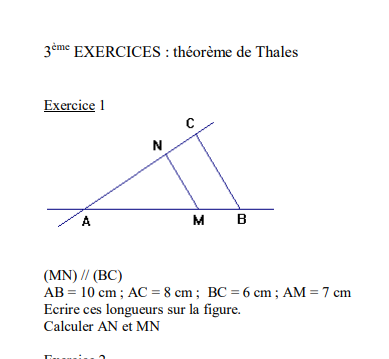 3ème EXERCICES : théorème de Thales
Exercice 1
C
N
A
M
B
(MN) // (BC)
AB = 10 cm ; AC = 8 cm ; BC = 6 cm ; AM = 7 cm
Ecrire ces longueurs sur la figure.
Calculer AN et MN